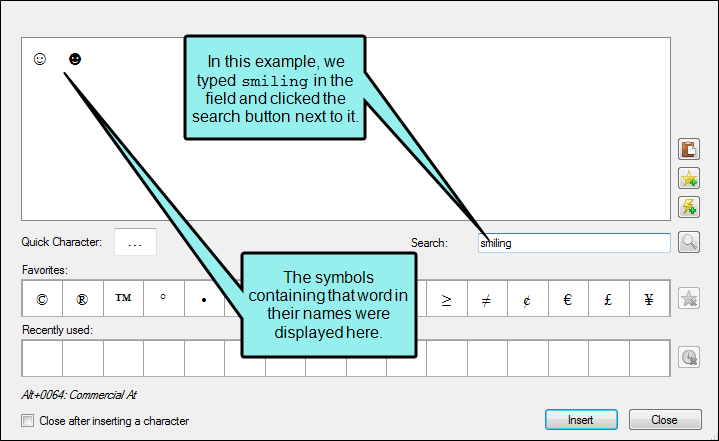 ☺ ☻
In this example, we
typed smiling in the
field and clicked the
search button next to it.
Quick Character: ...
Search: smiling
The symbols
containing that word in
their names were
displayed here.
Favorites:
© ® ™ ° • ≥ ≠ ¢ € £ ¥
Recently used:
Alt+0064: Commercial At
Close after inserting a character
Insert
Close